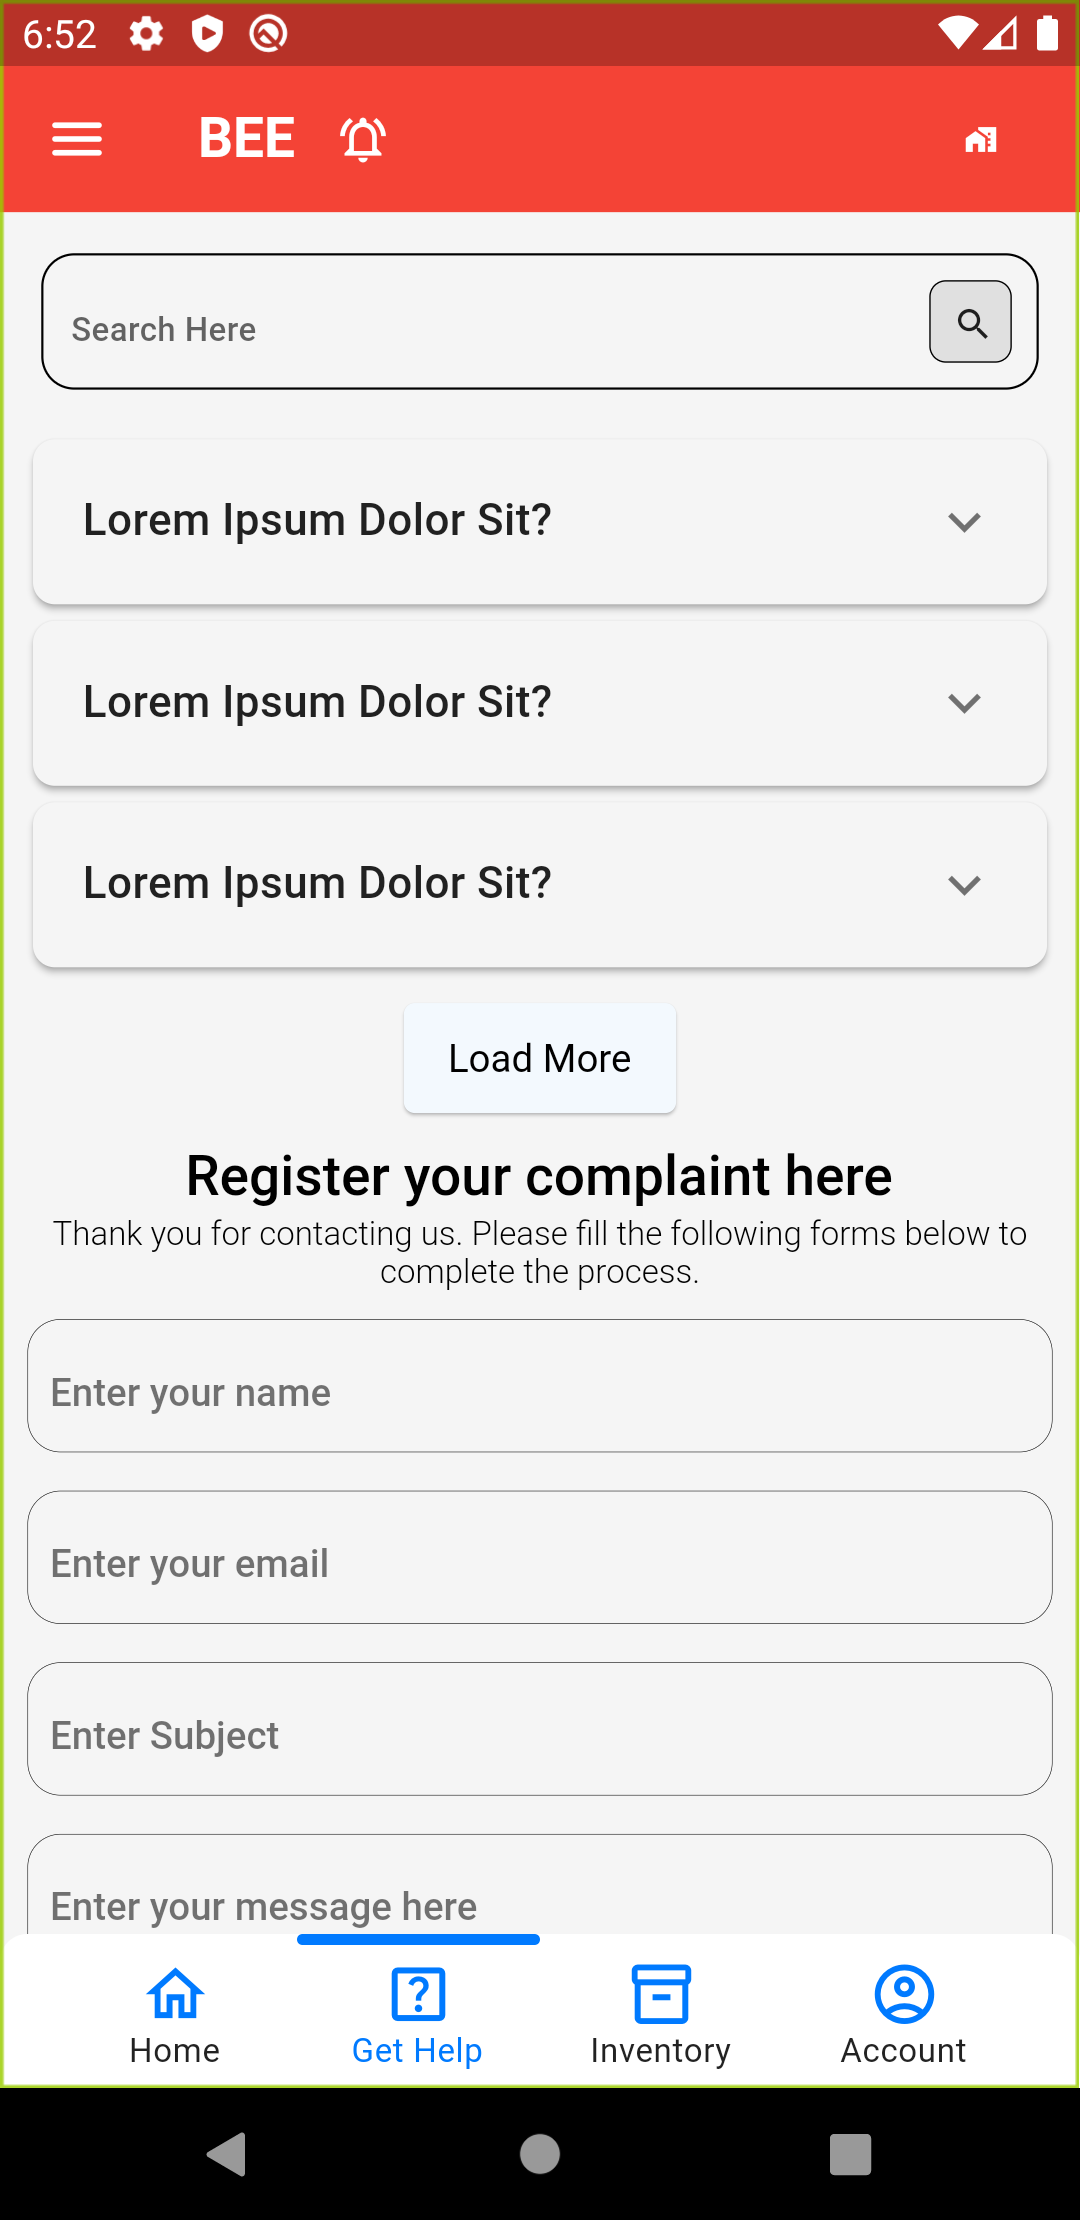 6:52
BEE
Search Here
Lorem Ipsum Dolor Sit?
Lorem Ipsum Dolor Sit?
Lorem Ipsum Dolor Sit?
Load More
Register your complaint here
Thank you for contacting us. Please fill the following forms below to
complete the process.
Enter your name
Enter your email
Enter Subject
Enter your message here
Home
Get Help
Inventory
Account